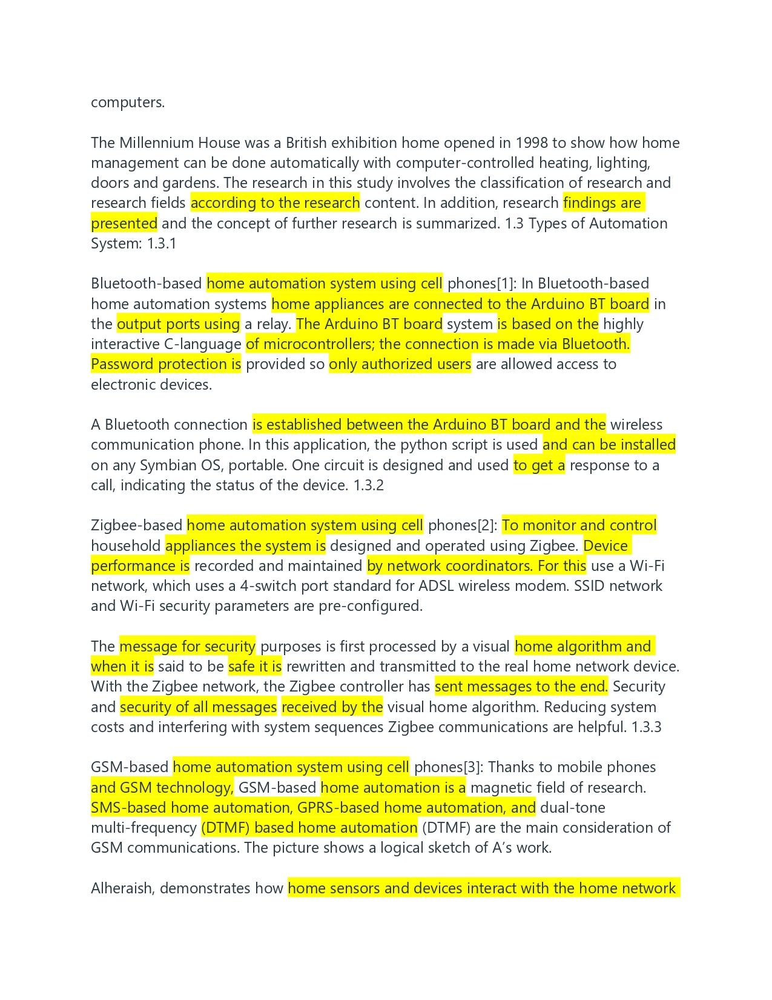 computers.
The Millennium House was a British exhibition home opened in 1998 to show how home
management can be done automatically with computer-controlled heating, lighting,
doors and gardens. The research in this study involves the classification of research and
research fields according to the research content. In addition, research findings are
presented and the concept of further research is summarized. 1.3 Types of Automation
System: 1.3.1
Bluetooth-based home automation system using cell phones[1]: In Bluetooth-based
home automation systems home appliances are connected to the Arduino BT board in
the output ports using a relay. The Arduino BT board system is based on the highly
interactive C-language of microcontrollers; the connection is made via Bluetooth.
Password protection is provided so only authorized users are allowed access to
electronic devices.
A Bluetooth connection is established between the Arduino BT board and the wireless
communication phone. In this application, the python script is used and can be installed
on any Symbian OS, portable. One circuit is designed and used to get a response to a
call, indicating the status of the device. 1.3.2
Zigbee-based home automation system using cell phones[2]: To monitor and control
household appliances the system is designed and operated using Zigbee. Device
performance is recorded and maintained by network coordinators. For this use a Wi-Fi
network, which uses a 4-switch port standard for ADSL wireless modem. SSID network
and Wi-Fi security parameters are pre-configured.
The message for security purposes is first processed by a visual home algorithm and
when it is said to be safe it is rewritten and transmitted to the real home network device.
With the Zigbee network, the Zigbee controller has sent messages to the end. Security
and security of all messages received by the visual home algorithm. Reducing system
costs and interfering with system sequences Zigbee communications are helpful. 1.3.3
GSM-based home automation system using cell phones[3]: Thanks to mobile phones
and GSM technology, GSM-based home automation is a magnetic field of research.
SMS-based home automation, GPRS-based home automation, and dual-tone
multi-frequency (DTMF) based home automation (DTMF) are the main consideration of
GSM communications. The picture shows a logical sketch of A’s work.
Alheraish, demonstrates how home sensors and devices interact with the home network